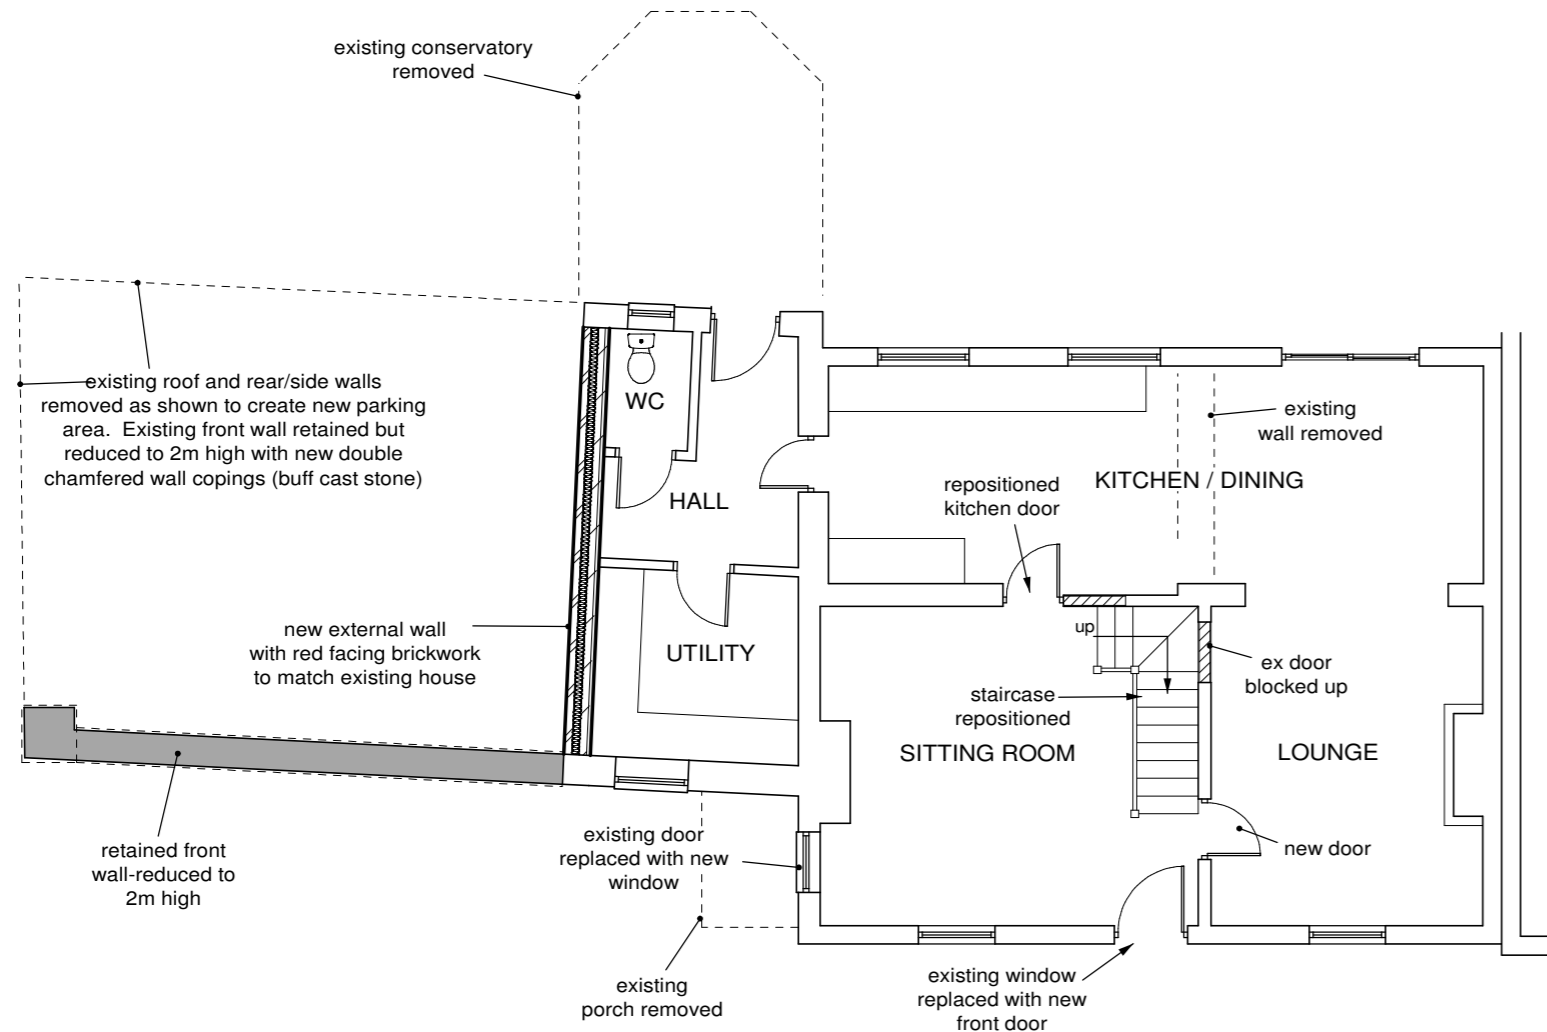 existing conservatory
removed
existing roof and rear/side walls
removed as shown to create new parking
area.  Existing front wall retained but
reduced to 2m high with new double
chamfered wall copings (buff cast stone)
WC
HALL
existing
wall removed
KITCHEN / DINING
repositioned
kitchen door
new external wall
with red facing brickwork
to match existing house
UTILITY
up
ex door
blocked up
staircase
repositioned
SITTING ROOM
LOUNGE
retained front
wall-reduced to
2m high
existing door
replaced with new
window
new door
existing
porch removed
existing window
replaced with new
front door